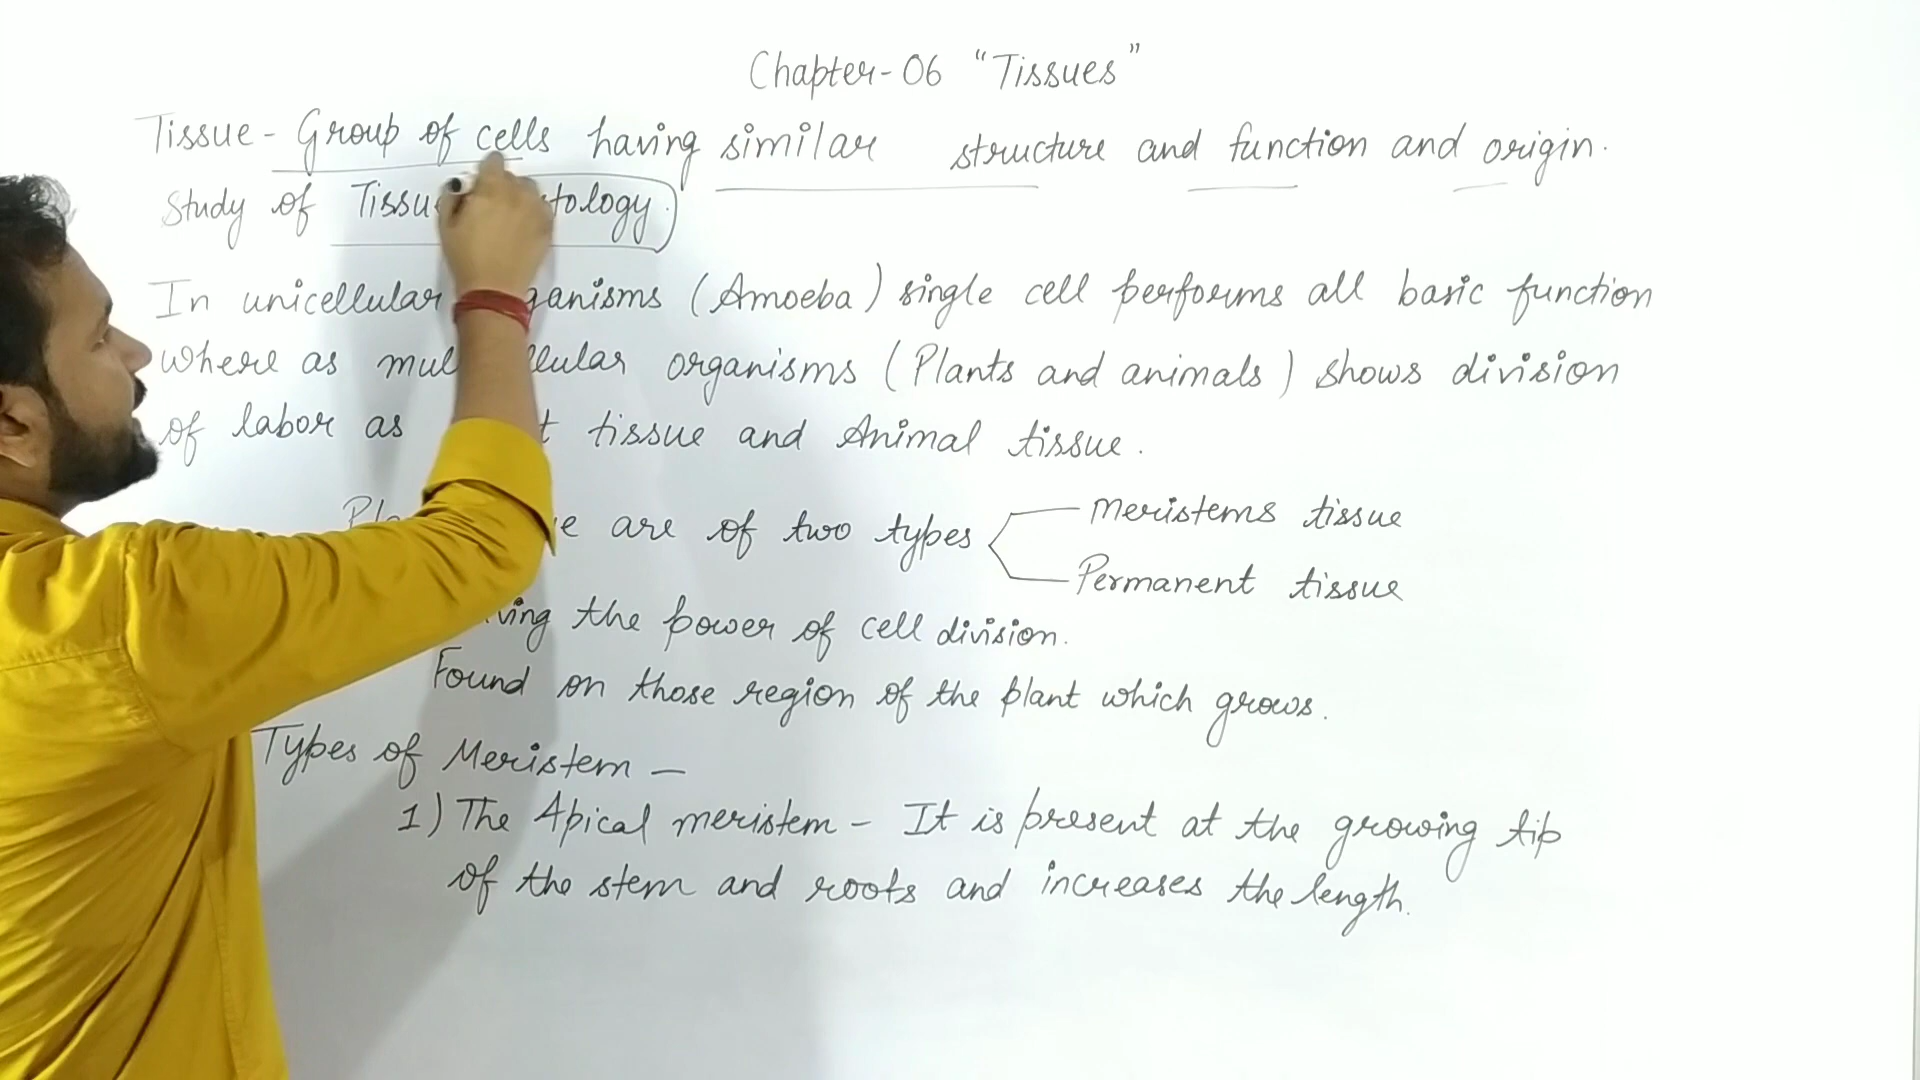 Chapter-06 "Tissues"
Tissue - Group of cells having similar structure and function and origin.
Study of
In unicellular organisms (Amoeba) single cell performs all basic function
where as organisms (Plants and animals) shows division
of labor as tissue and Animal tissue.
are of two types
meristems tissue
Permanent tissue
the power of cell division.
Found on those region of the plant which grows.
Types of Meristem —
1) The Apical meristem - It is present at the growing tip
of the stem and roots and increases the length.